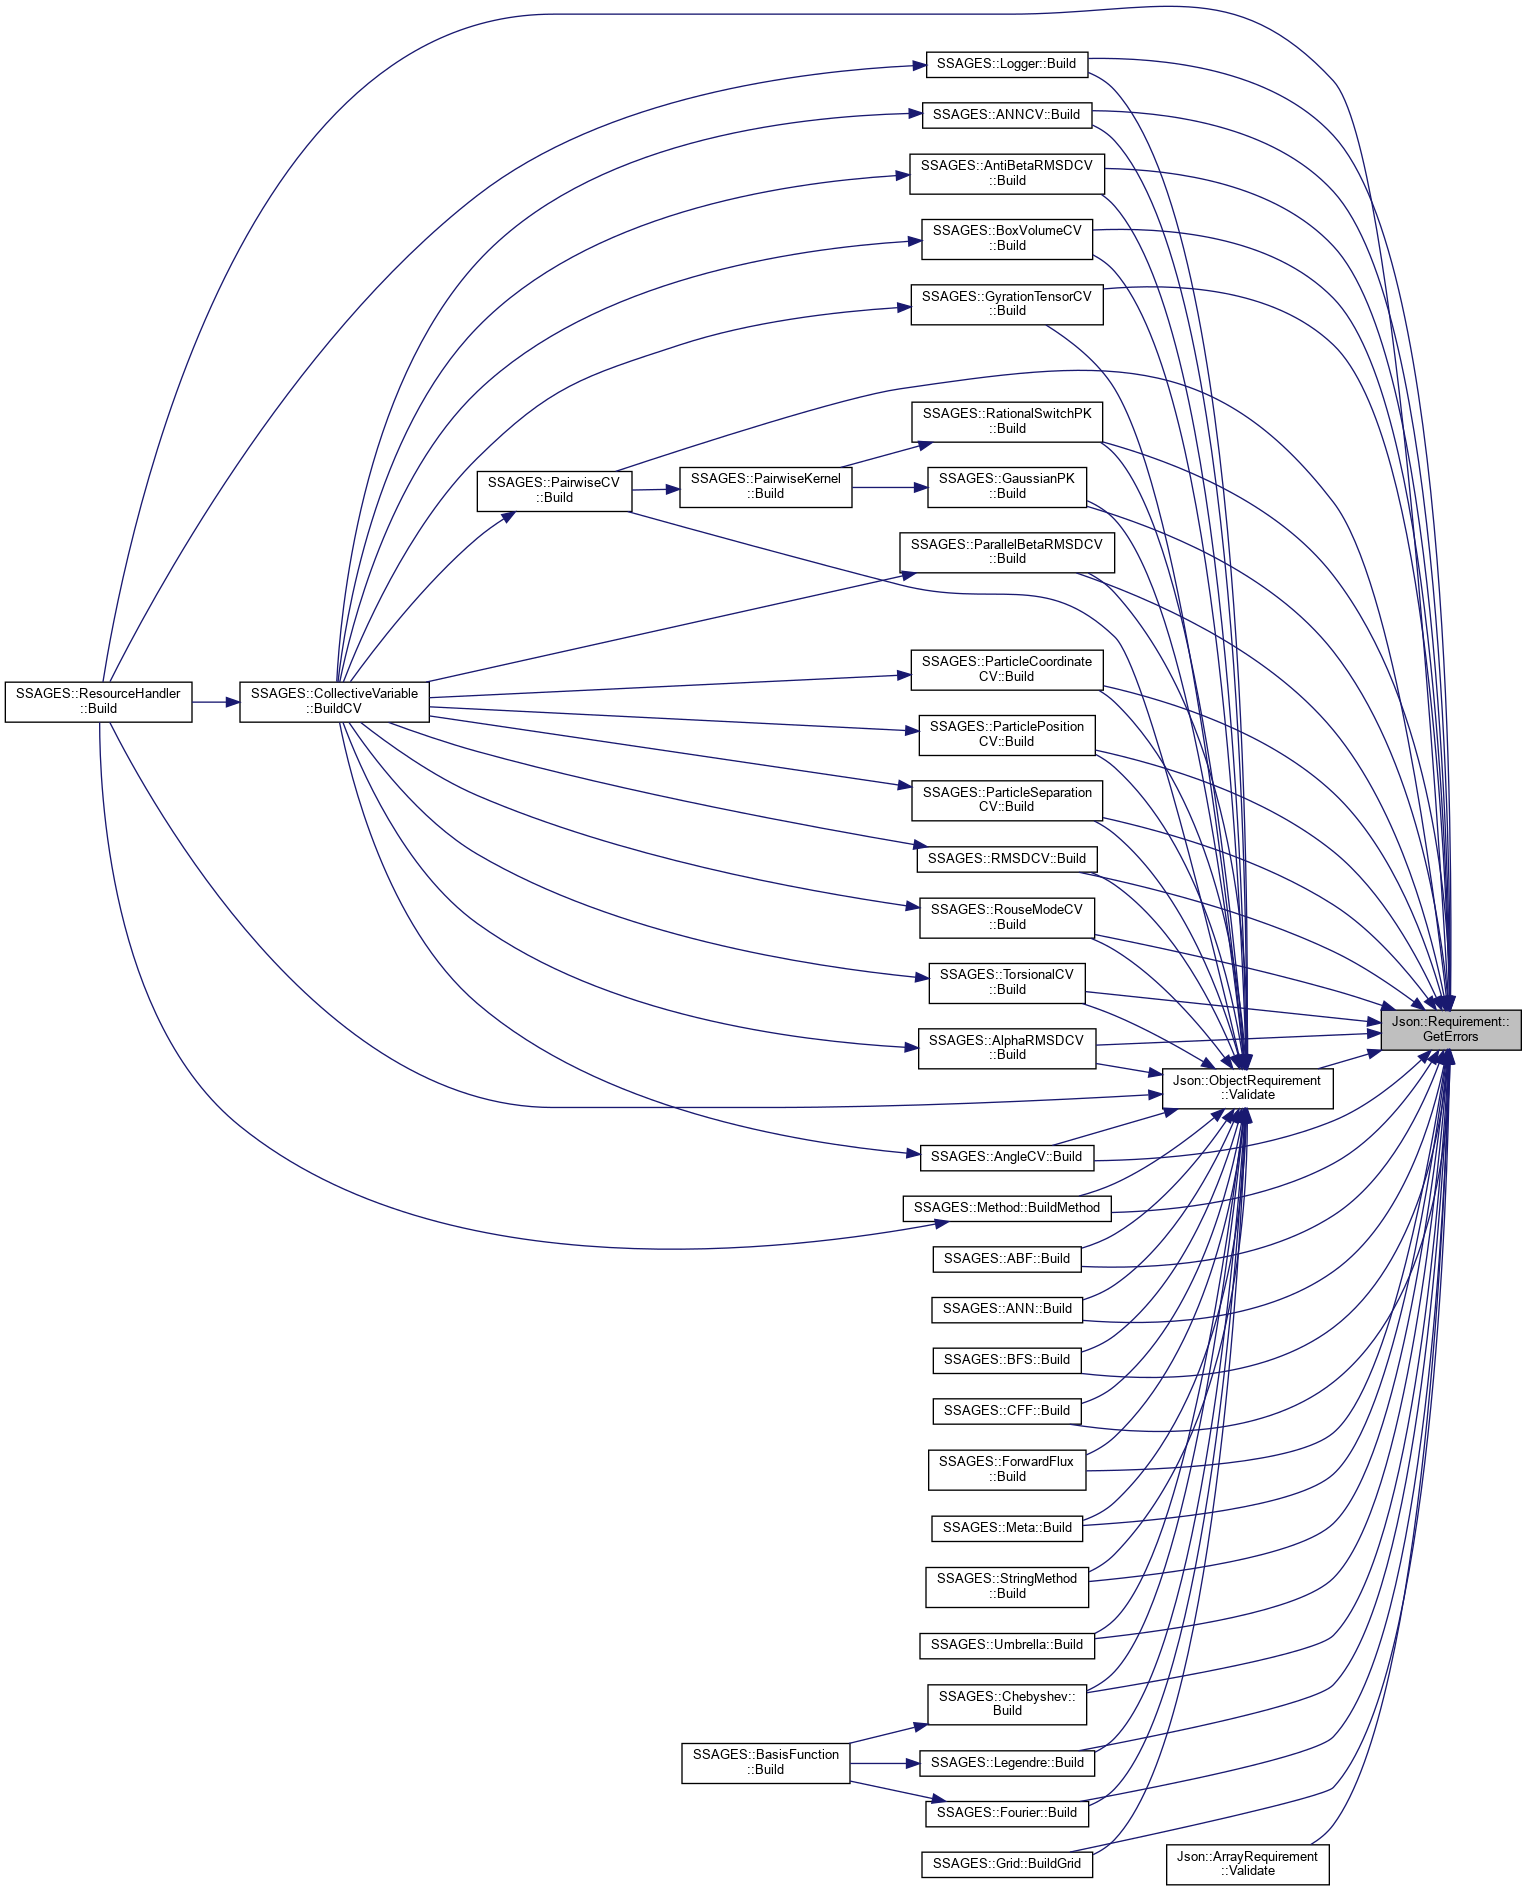 SSAGES::Logger::Build
SSAGES::ANNCV::Build
SSAGES::AntiBetaRMSDCV
::Build
SSAGES::BoxVolumeCV
::Build
SSAGES::GyrationTensorCV
::Build
SSAGES::RationalSwitchPK
::Build
SSAGES::PairwiseCV
::Build
SSAGES::PairwiseKernel
::Build
SSAGES::GaussianPK
::Build
SSAGES::ParallelBetaRMSDCV
::Build
SSAGES::ResourceHandler
::Build
SSAGES::CollectiveVariable
::BuildCV
SSAGES::ParticleCoordinate
CV::Build
SSAGES::ParticlePosition
CV::Build
SSAGES::ParticleSeparation
CV::Build
SSAGES::RMSDCV::Build
SSAGES::RouseModeCV
::Build
SSAGES::TorsionalCV
::Build
Json::Requirement::
GetErrors
SSAGES::AlphaRMSDCV
::Build
Json::ObjectRequirement
::Validate
SSAGES::AngleCV::Build
SSAGES::Method::BuildMethod
SSAGES::ABF::Build
SSAGES::ANN::Build
SSAGES::BFS::Build
SSAGES::CFF::Build
SSAGES::ForwardFlux
::Build
SSAGES::Meta::Build
SSAGES::StringMethod
::Build
SSAGES::Umbrella::Build
SSAGES::Chebyshev::
Build
SSAGES::BasisFunction
::Build
SSAGES::Legendre::Build
SSAGES::Fourier::Build
SSAGES::Grid::BuildGrid
Json::ArrayRequirement
::Validate